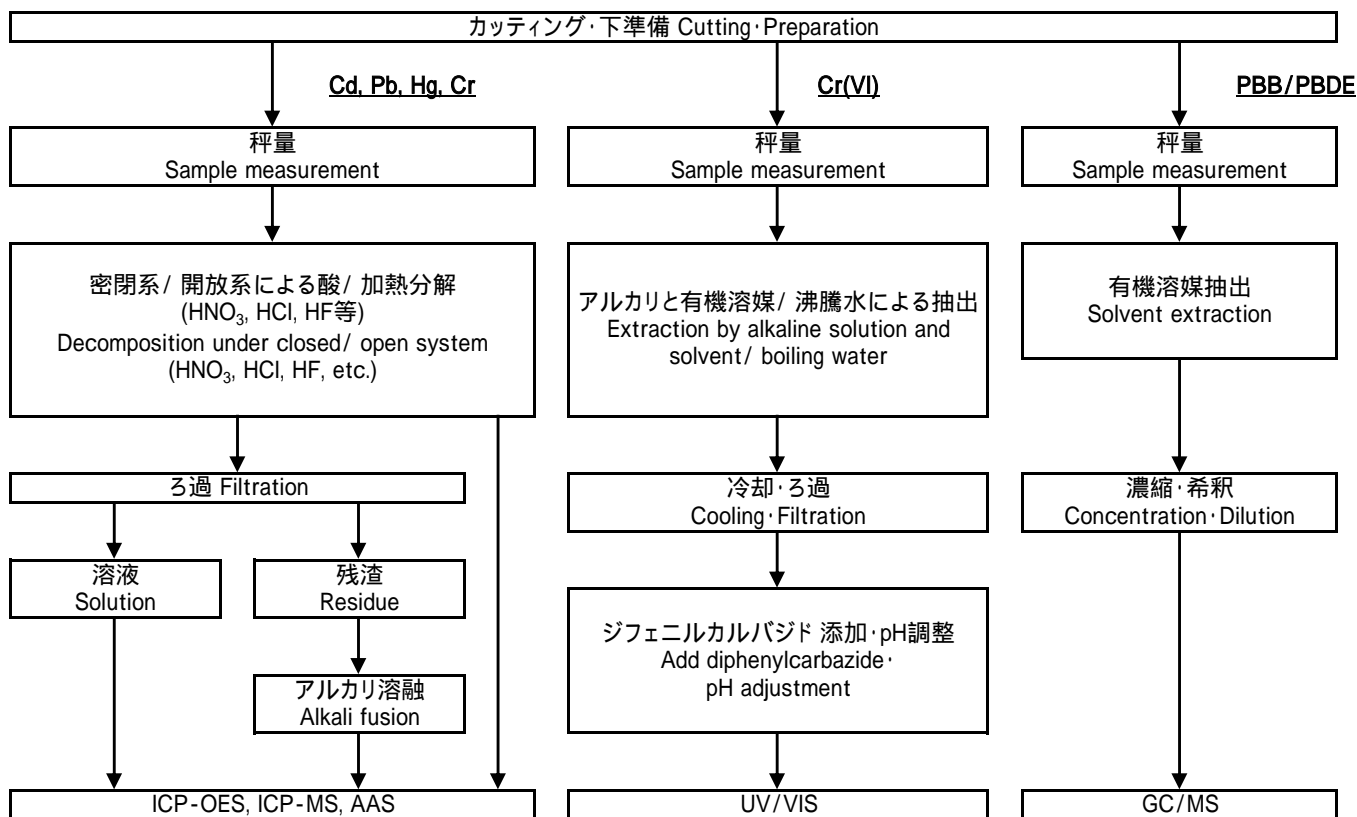 カッティング･下準備 Cutting･Preparation
Cd, Pb, Hg, Cr
Cr(VI)
PBB/PBDE
秤量
Sample measurement
秤量
Sample measurement
秤量
Sample measurement
密閉系/ 開放系による酸/ 加熱分解
(HNO₃, HCl, HF等)
Decomposition under closed/ open system
(HNO₃, HCl, HF, etc.)
アルカリと有機溶媒/ 沸騰水による抽出
Extraction by alkaline solution and
solvent/ boiling water
有機溶媒抽出
Solvent extraction
ろ過 Filtration
冷却･ろ過
Cooling･Filtration
濃縮･希釈
Concentration･Dilution
溶液
Solution
残渣
Residue
ジフェニルカルバジド 添加･pH調整
Add diphenylcarbazide･
pH adjustment
アルカリ溶融
Alkali fusion
ICP-OES, ICP-MS, AAS
UV/VIS
GC/MS